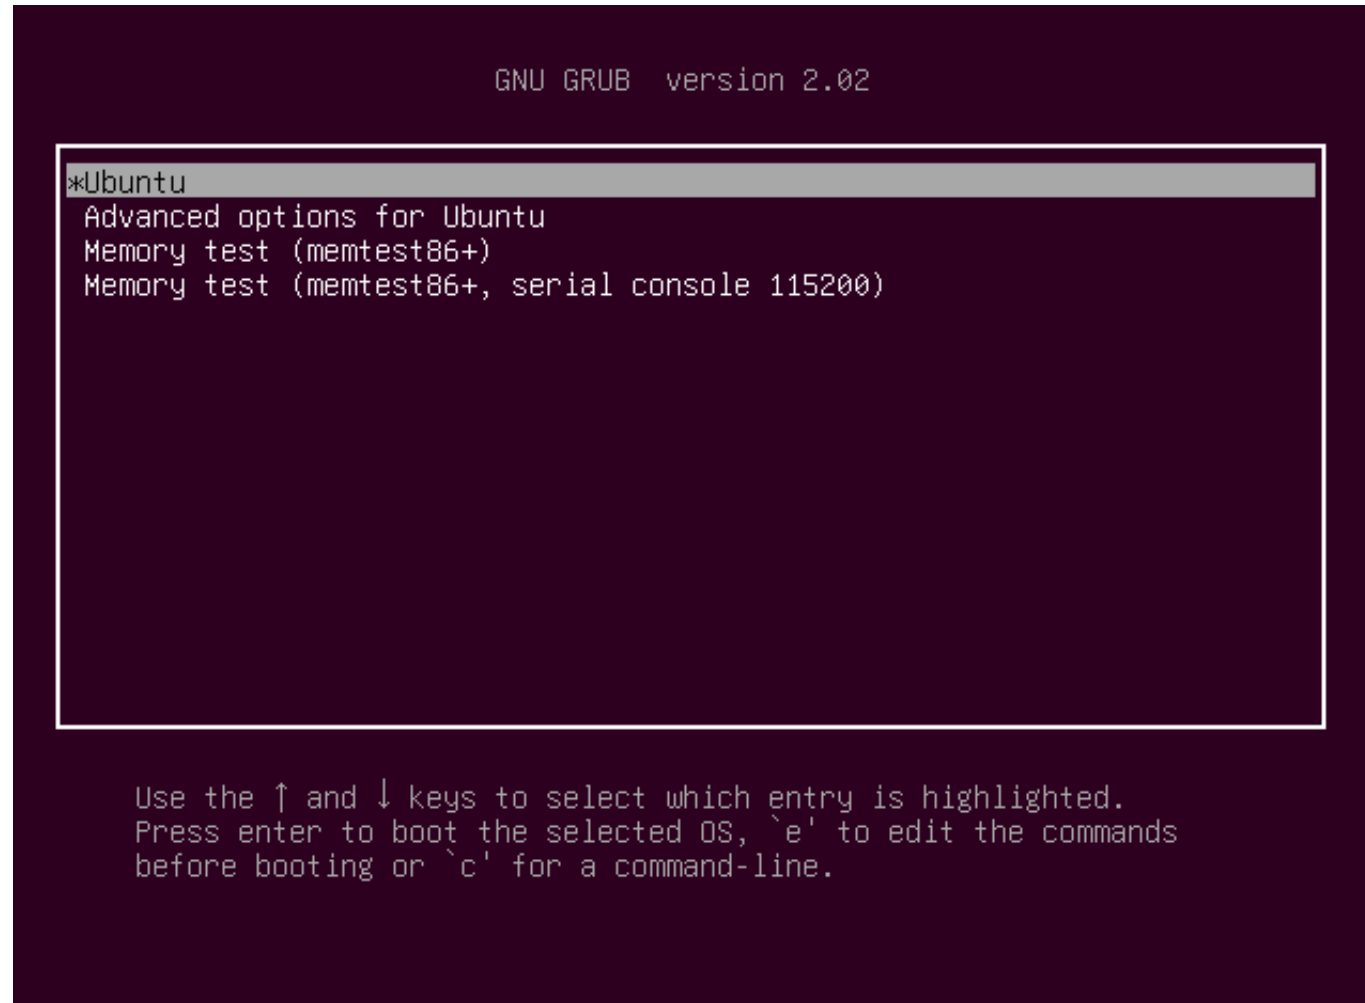 GNU GRUB  version 2.02
*Ubuntu
Advanced options for Ubuntu
Memory test (memtest86+)
Memory test (memtest86+, serial console 115200)
Use the ↑ and ↓ keys to select which entry is highlighted.
Press enter to boot the selected OS, `e' to edit the commands
before booting or `c' for a command-line.